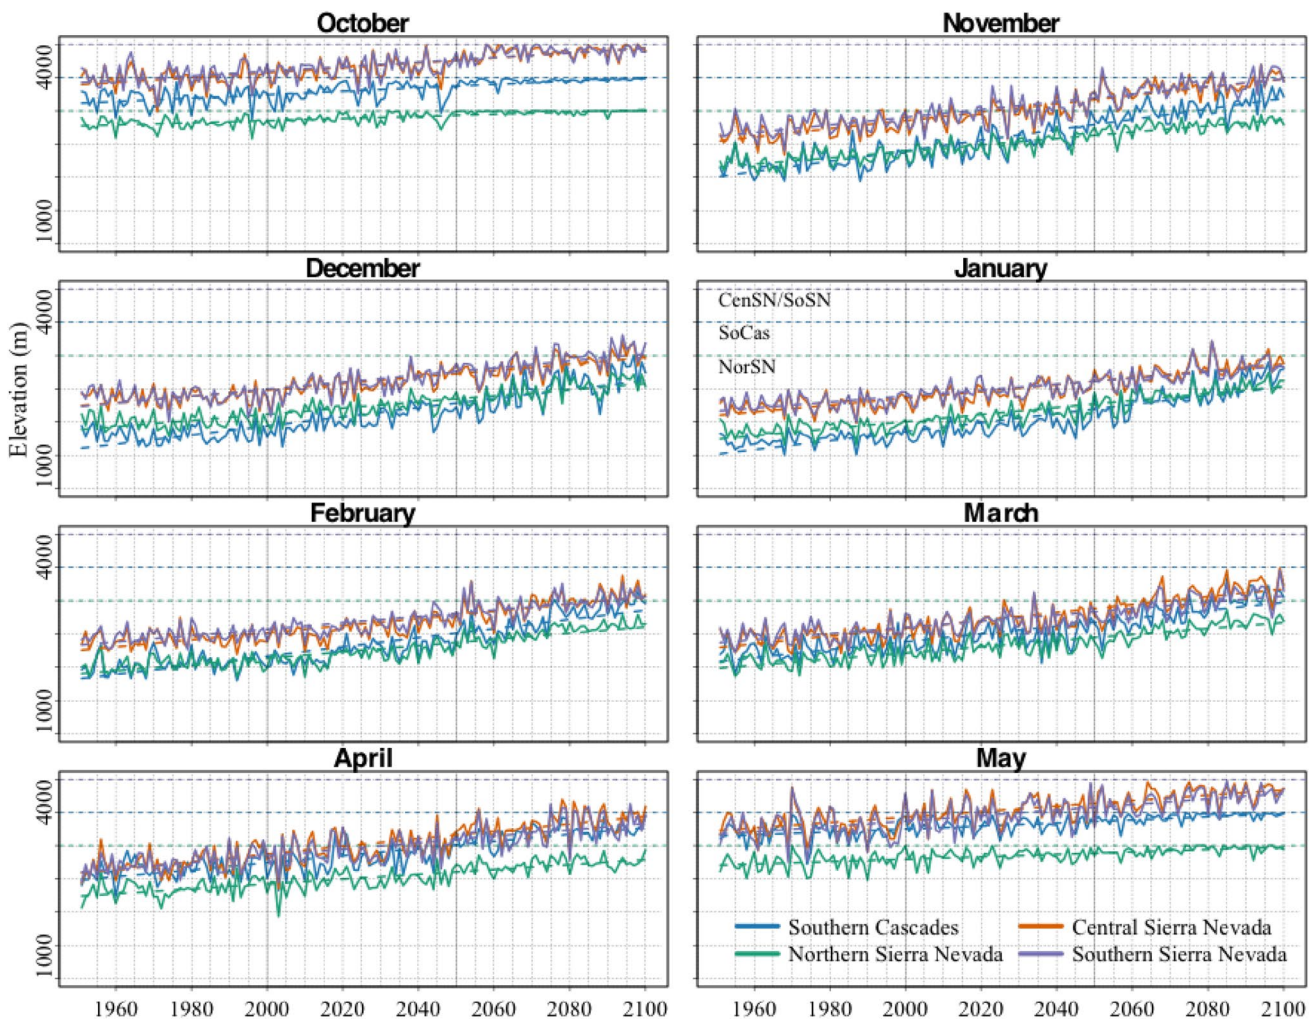 October
November
4000
1000
December
January
4000
1000
CenSN/SoSN
SoCas
NorSN
Elevation (m)
February
March
4000
1000
April
May
4000
1000
Southern Cascades
Central Sierra Nevada
Northern Sierra Nevada
Southern Sierra Nevada
1960 1980 2000 2020 2040 2060 2080 2100
1960 1980 2000 2020 2040 2060 2080 2100